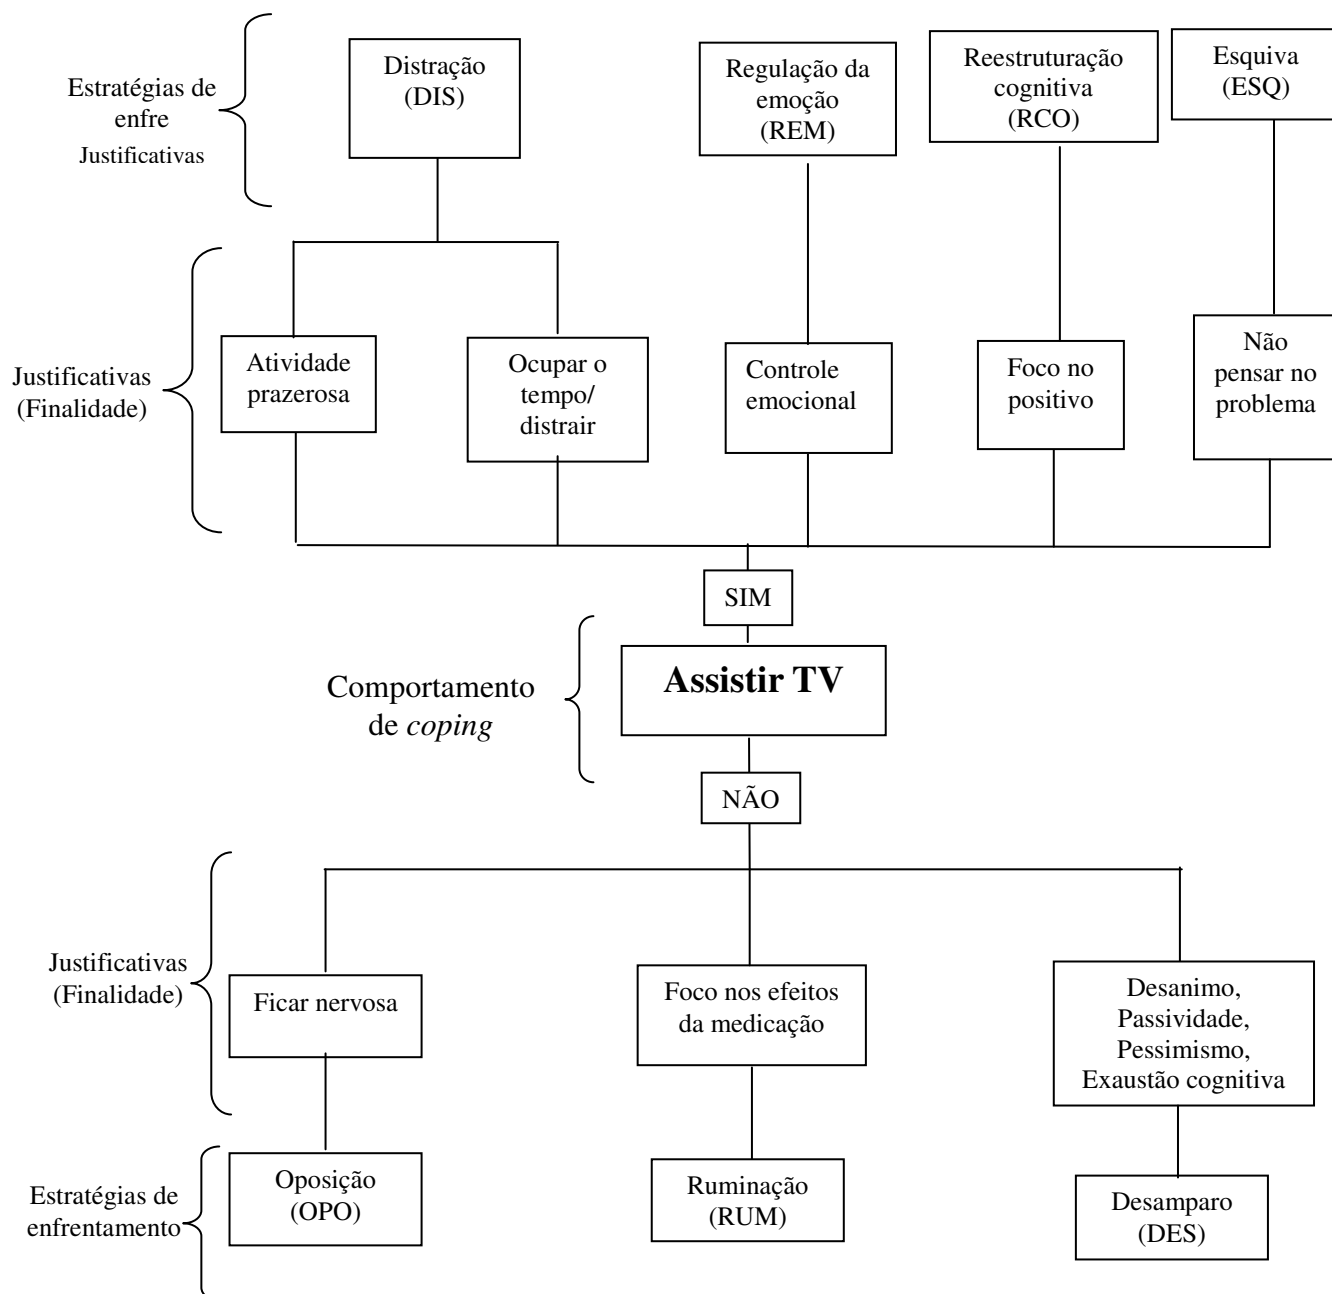 Estratégias de
enfre
Justificativas
Distração
(DIS)
Regulação da
emoção
(REM)
Reestruturação
cognitiva
(RCO)
Esquiva
(ESQ)
Justificativas
(Finalidade)
Atividade
prazerosa
Ocupar o
tempo/
distrair
Controle
emocional
Foco no
positivo
Não
pensar no
problema
SIM
Comportamento
de coping
Assistir TV
NÃO
Justificativas
(Finalidade)
Ficar nervosa
Foco nos efeitos
da medicação
Desanimo,
Passividade,
Pessimismo,
Exaustão cognitiva
Estratégias de
enfrentamento
Oposição
(OPO)
Ruminação
(RUM)
Desamparo
(DES)